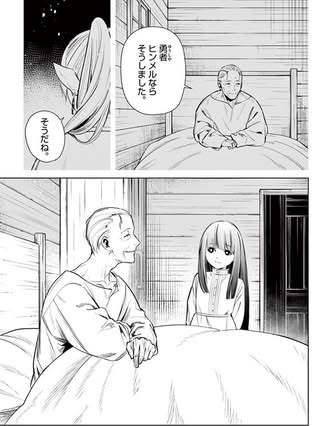 勇者
ヒンメルなら
そうしました。
そうだね。